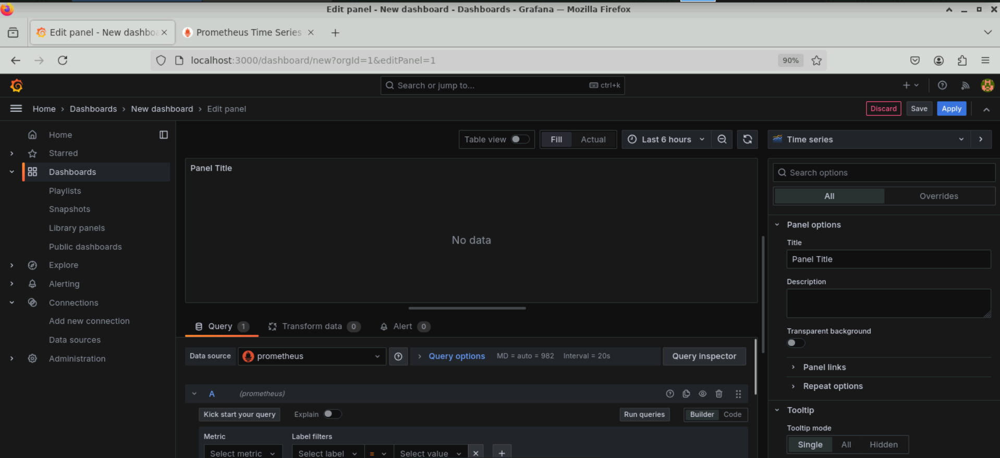 Edit panel - New dashboard - Dashboards - Grafana — Mozilla Firefox
Edit panel - New dashboa
Prometheus Time Series
localhost:3000/dashboard/new?orgId=1&editPanel=1
90%
Search or jump to...
ctrl+k
Home › Dashboards › New dashboard › Edit panel
Discard
Save
Apply
Home
Starred
Dashboards
Playlists
Snapshots
Library panels
Public dashboards
Explore
Alerting
Connections
Add new connection
Data sources
Administration
Table view
Fill
Actual
Last 6 hours
Panel Title
No data
Query 1
Transform data 0
Alert 0
Data source
prometheus
Query options
MD = auto = 982
Interval = 20s
Query inspector
A
(prometheus)
Kick start your query
Explain
Run queries
Builder
Code
Metric
Label filters
Select metric
Select label
=
Select value
Time series
Search options
All
Overrides
Panel options
Title
Panel Title
Description
Transparent background
Panel links
Repeat options
Tooltip
Tooltip mode
Single
All
Hidden